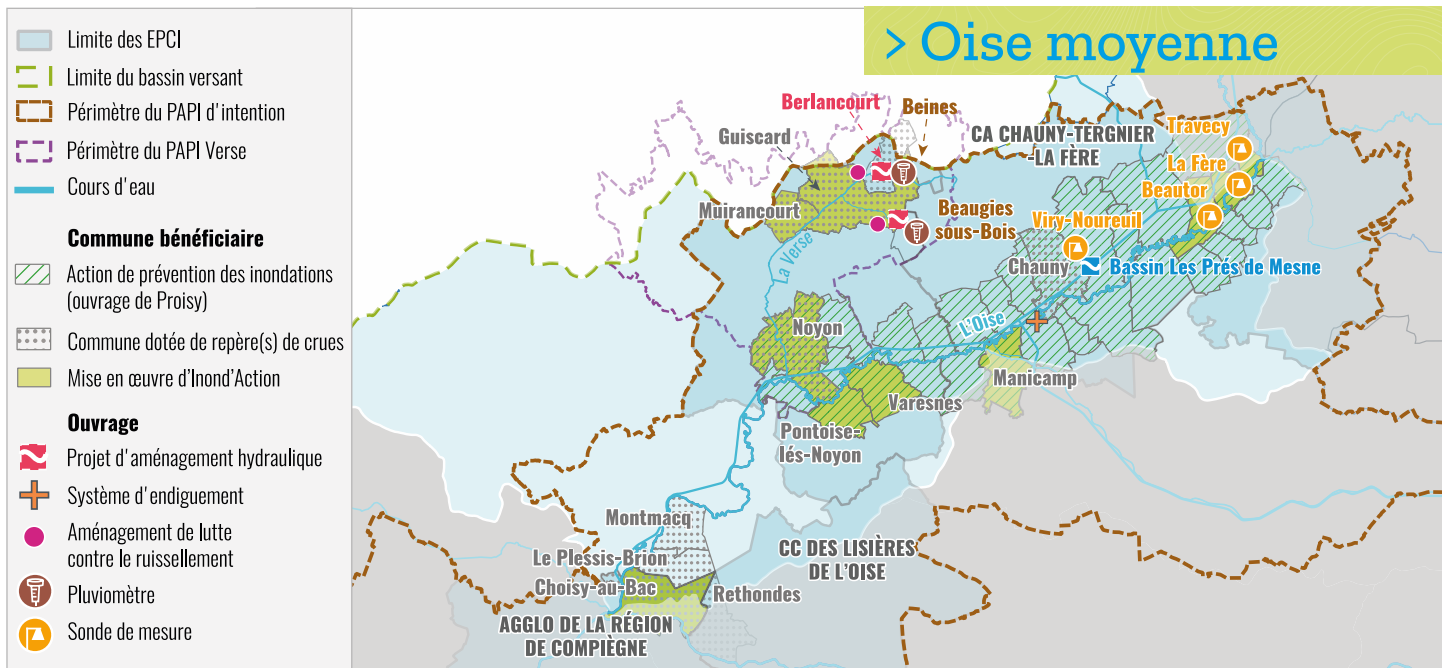 > Oise moyenne
Limite des EPCI
Limite du bassin versant
Périmètre du PAPI d'intention
Périmètre du PAPI Verse
Cours d'eau
Commune bénéficiaire
Action de prévention des inondations
(ouvrage de Proisy)
Commune dotée de repère(s) de crues
Mise en œuvre d'Inond'Action
Ouvrage
Projet d'aménagement hydraulique
Système d'endiguement
Aménagement de lutte
contre le ruissellement
Pluviomètre
Sonde de mesure
Berlancourt
Beines
Guiscard
CA CHAUNY-TERGNIER
-LA FÈRE
Travecy
La Fère
Beautor
Muirancourt
Beaugies
sous-Bois
Viry-Noureuil
La Verse
Chauny
Bassin Les Prés de Mesne
Noyon
L'Oise
Manicamp
Varesnes
Pontoise-
lés-Noyon
Montmacq
CC DES LISIÈRES
DE L'OISE
Le Plessis-Brion
Choisy-au-Bac
Rethondes
AGGLO DE LA RÉGION
DE COMPIÈGNE